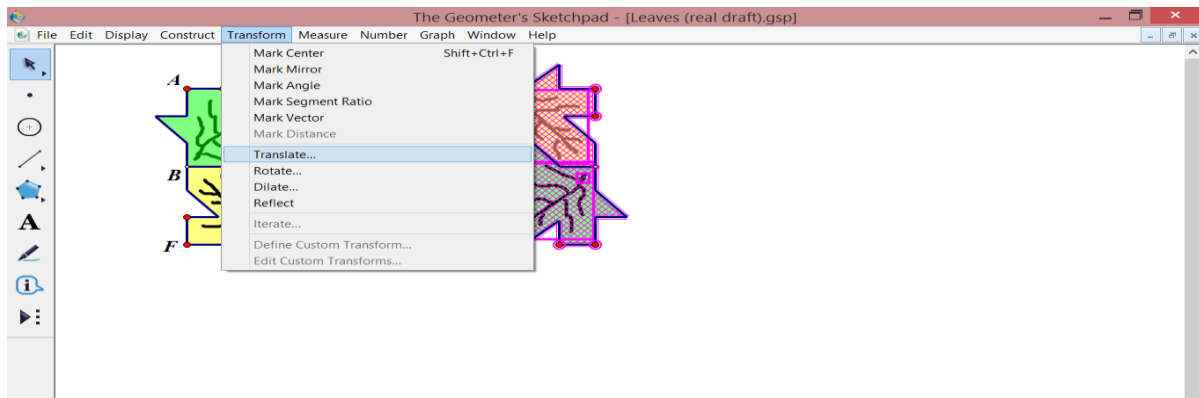 The Geometer's Sketchpad - [Leaves (real draft).gsp]
File Edit Display Construct Transform Measure Number Graph Window Help
Mark Center Shift+Ctrl+F
Mark Mirror
Mark Angle
Mark Segment Ratio
Mark Vector
Mark Distance
Translate...
Rotate...
Dilate...
Reflect
Iterate...
Define Custom Transform...
Edit Custom Transforms...
A
B
F
A